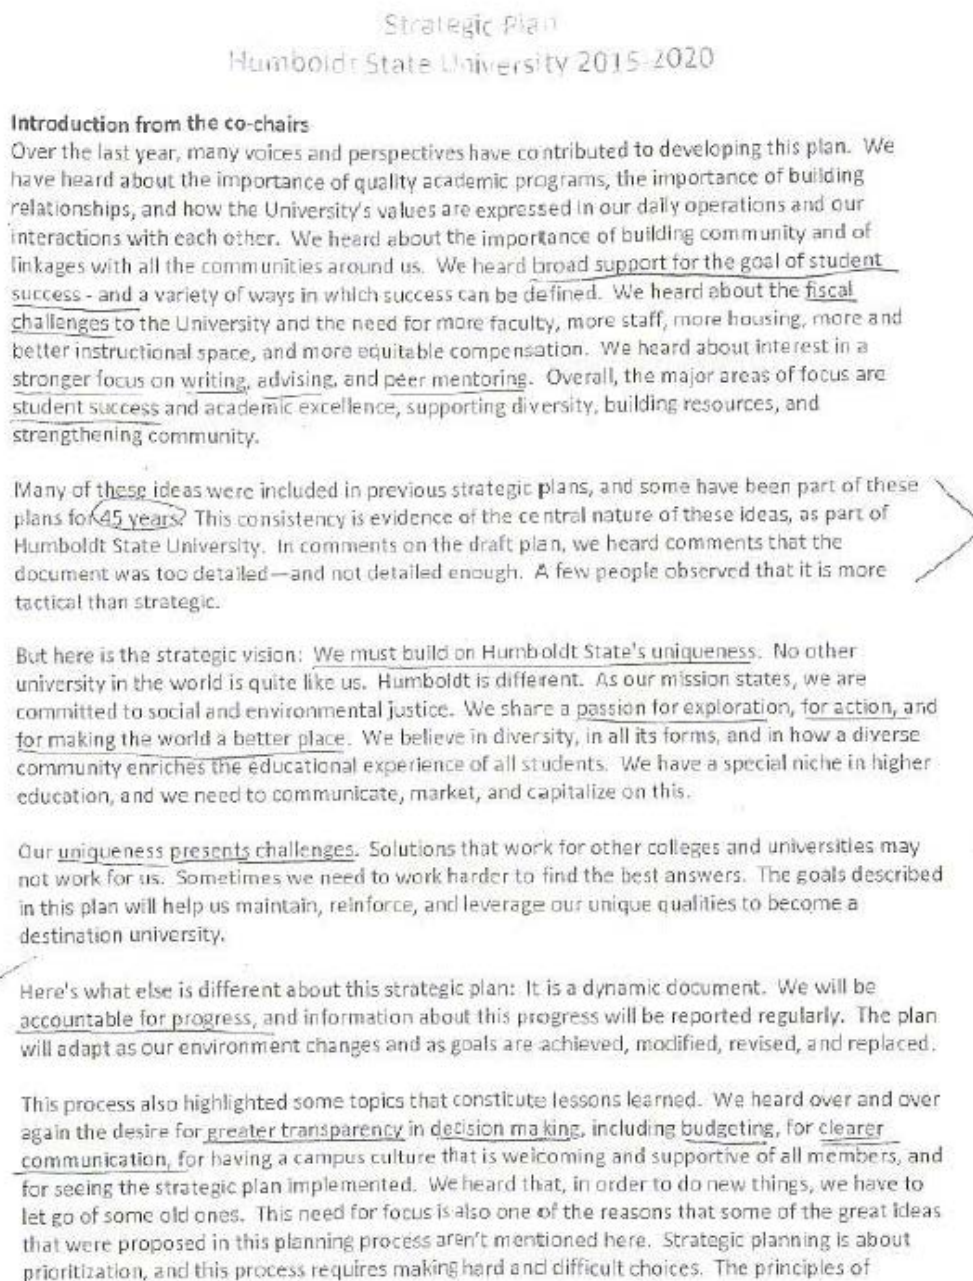 Strategic Plan
Humboldt State University 2015-2020
Introduction from the co-chairs
Over the last year, many voices and perspectives have contributed to developing this plan. We
have heard about the importance of quality academic programs, the importance of building
relationships, and how the University's values are expressed in our daily operations and our
interactions with each other. We heard about the importance of building community and of
linkages with all the communities around us. We heard broad support for the goal of student
success - and a variety of ways in which success can be defined. We heard about the fiscal
challenges to the University and the need for more faculty, more staff, more housing, more and
better instructional space, and more equitable compensation. We heard about interest in a
stronger focus on writing, advising, and peer mentoring. Overall, the major areas of focus are
student success and academic excellence, supporting diversity, building resources, and
strengthening community.
Many of these ideas were included in previous strategic plans, and some have been part of these
plans for 45 years. This consistency is evidence of the central nature of these ideas, as part of
Humboldt State University. In comments on the draft plan, we heard comments that the
document was too detailed—and not detailed enough. A few people observed that it is more
tactical than strategic.
But here is the strategic vision: We must build on Humboldt State's uniqueness. No other
university in the world is quite like us. Humboldt is different. As our mission states, we are
committed to social and environmental justice. We share a passion for exploration, for action, and
for making the world a better place. We believe in diversity, in all its forms, and in how a diverse
community enriches the educational experience of all students. We have a special niche in higher
education, and we need to communicate, market, and capitalize on this.
Our uniqueness presents challenges. Solutions that work for other colleges and universities may
not work for us. Sometimes we need to work harder to find the best answers. The goals described
in this plan will help us maintain, reinforce, and leverage our unique qualities to become a
destination university.
Here's what else is different about this strategic plan: It is a dynamic document. We will be
accountable for progress, and information about this progress will be reported regularly. The plan
will adapt as our environment changes and as goals are achieved, modified, revised, and replaced.
This process also highlighted some topics that constitute lessons learned. We heard over and over
again the desire for greater transparency in decision making, including budgeting, for clearer
communication, for having a campus culture that is welcoming and supportive of all members, and
for seeing the strategic plan implemented. We heard that, in order to do new things, we have to
let go of some old ones. This need for focus is also one of the reasons that some of the great ideas
that were proposed in this planning process aren't mentioned here. Strategic planning is about
prioritization, and this process requires making hard and difficult choices. The principles of